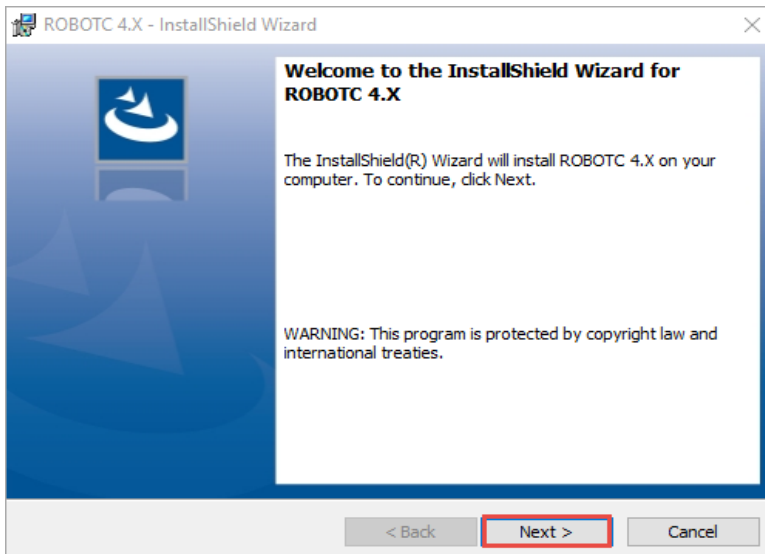 ROBOTC 4.X - InstallShield Wizard
Welcome to the InstallShield Wizard for
ROBOTC 4.X
The InstallShield(R) Wizard will install ROBOTC 4.X on your
computer. To continue, click Next.
WARNING: This program is protected by copyright law and
international treaties.
< Back
Next >
Cancel